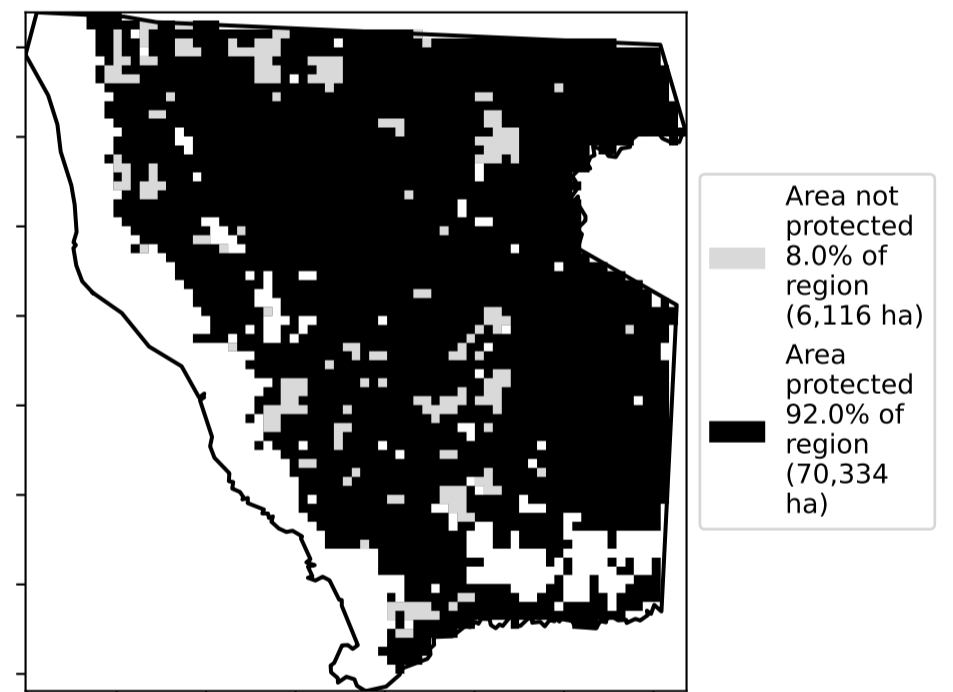 Area not
protected
8.0% of
region
(6,116 ha)
Area
protected
92.0% of
region
(70,334
ha)